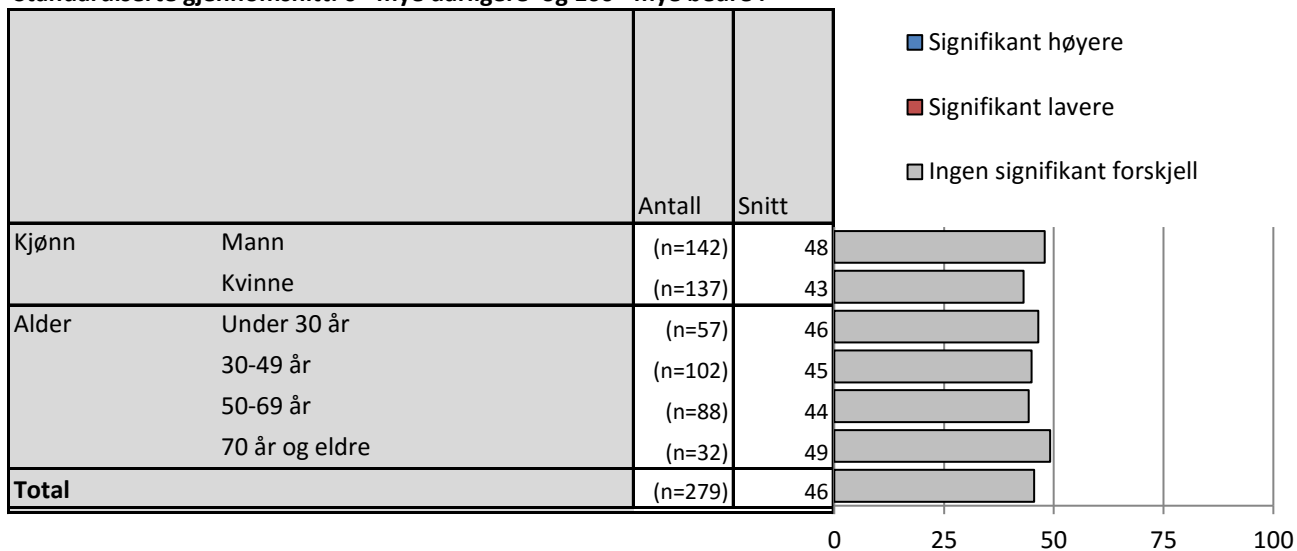 Signifikant høyere
Signifikant lavere
Ingen signifikant forskjell
Antall Snitt
Kjønn Mann (n=142) 48
Kvinne (n=137) 43
Alder Under 30 år (n=57) 46
30-49 år (n=102) 45
50-69 år (n=88) 44
70 år og eldre (n=32) 49
Total (n=279) 46
0 25 50 75 100